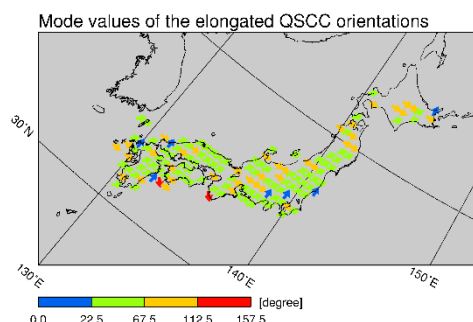 Mode values of the elongated QSCC orientations
30˚N
130˚E
140˚E
150˚E
[degree]
0.0 22.5 67.5 112.5 157.5